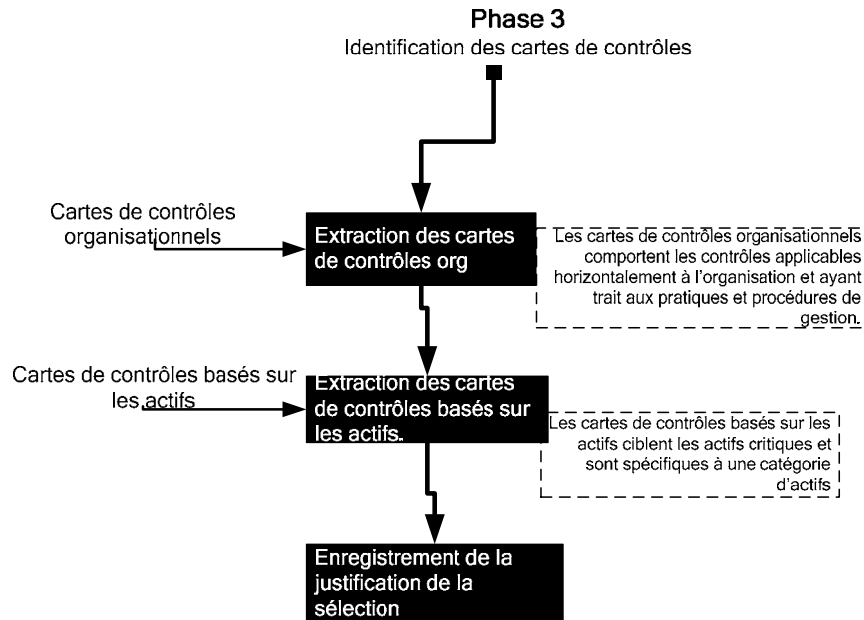 Phase 3
Identification des cartes de contrôles
Cartes de contrôles
organisationnels
Extraction des cartes
de contrôles org
Les cartes de contrôles organisationnels
comportent les contrôles applicables
horizontalement à l'organisation et ayant
trait aux pratiques et procédures de
gestion.
Cartes de contrôles basés sur
les actifs
Extraction des cartes
de contrôles basés sur
les actifs.
Les cartes de contrôles basés sur les
actifs ciblent les actifs critiques et
sont spécifiques à une catégorie
d'actifs
Enregistrement de la
justification de la
sélection